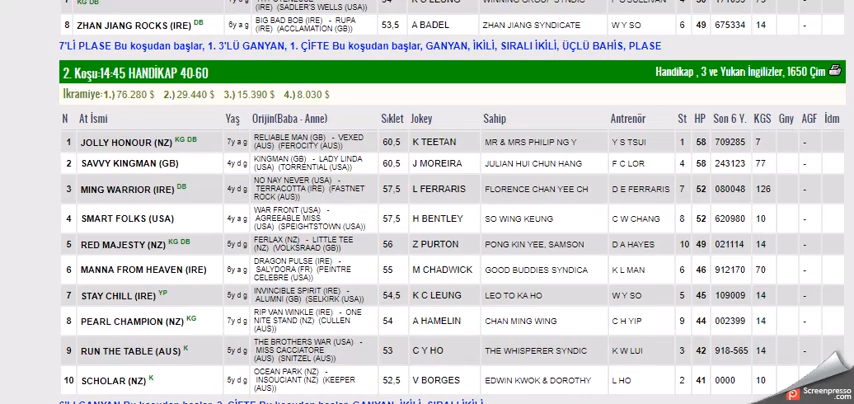 7
KG DB
(IRE) (SADLER'S WELLS (USA))
8 ZHAN JIANG ROCKS (IRE) DB 6y a g BIG BAD BOB (IRE) - RUPA (IRE) (ACCLAMATION (GB)) 53,5 A BADEL ZHAN JIANG SYNDICATE W Y SO 6 49 675334 14 -
7'Lİ PLASE Bu koşudan başlar, 1. 3'LÜ GANYAN, 1. ÇİFTE Bu koşudan başlar, GANYAN, İKİLİ, SIRALI İKİLİ, ÜÇLÜ BAHİS, PLASE
2. Koşu:14:45 HANDİKAP 40-60 Handikap , 3 ve Yukarı İngilizler, 1650 Çim
İkramiye:1.) 76.280 $ 2.) 29.440 $ 3.) 15.390 $ 4.) 8.030 $
N At İsmi Yaş Orijin(Baba - Anne) Sıklet Jokey Sahip Antrenör St HP Son 6 Y. KGS Gny AGF İdm
1 JOLLY HONOUR (NZ) KG DB 7y a g RELIABLE MAN (GB) - VEXED (AUS) (FEROCITY (AUS)) 60,5 K TEETAN MR & MRS PHILIP NG Y Y S TSUI 1 58 709285 7 -
2 SAVVY KINGMAN (GB) 4y d g KINGMAN (GB) - LADY LINDA (USA) (TORRENTIAL (USA)) 60,5 J MOREIRA JULIAN HUI CHUN HANG F C LOR 4 58 243123 77 -
3 MING WARRIOR (IRE) DB 4y d g NO NAY NEVER (USA) - TERRACOTTA (IRE) (FASTNET ROCK (AUS)) 57,5 L FERRARIS FLORENCE CHAN YEE CH D E FERRARIS 7 52 080048 126 -
4 SMART FOLKS (USA) 4y a g WAR FRONT (USA) - AGREEABLE MISS (USA) (SPEIGHTSTOWN (USA)) 57,5 H BENTLEY SO WING KEUNG C W CHANG 8 52 620980 10 -
5 RED MAJESTY (NZ) KG DB 5y d g FERLAX (NZ) - LITTLE TEE (NZ) (VOLKSRAAD (GB)) 56 Z PURTON PONG KIN YEE, SAMSON D A HAYES 10 49 021114 14 -
6 MANNA FROM HEAVEN (IRE) 6y a g DRAGON PULSE (IRE) - SALYDORA (FR) (PEINTRE CELEBRE (USA)) 55 M CHADWICK GOOD BUDDIES SYNDICA K L MAN 6 46 912170 70 -
7 STAY CHILL (IRE) YP 5y d g INVINCIBLE SPIRIT (IRE) - ALUMNI (GB) (SELKIRK (USA)) 54,5 K C LEUNG LEO TO KA HO W Y SO 5 45 109009 14 -
8 PEARL CHAMPION (NZ) KG 7y d g RIP VAN WINKLE (IRE) - ONE NITE STAND (NZ) (CULLEN (AUS)) 54 A HAMELIN CHAN MING WING C H YIP 9 44 002399 14 -
9 RUN THE TABLE (AUS) K 5y d g THE BROTHERS WAR (USA) - MISS CACCIATORE (AUS) (SNITZEL (AUS)) 53 C Y HO THE WHISPERER SYNDIC K W LUI 3 42 918-565 14 -
10 SCHOLAR (NZ) K 5y d g OCEAN PARK (NZ) - INSOUCIANT (NZ) (KEEPER (AUS)) 52,5 V BORGES EDWIN KWOK & DOROTHY L HO 2 41 0000 10 -
Screenpresso.com